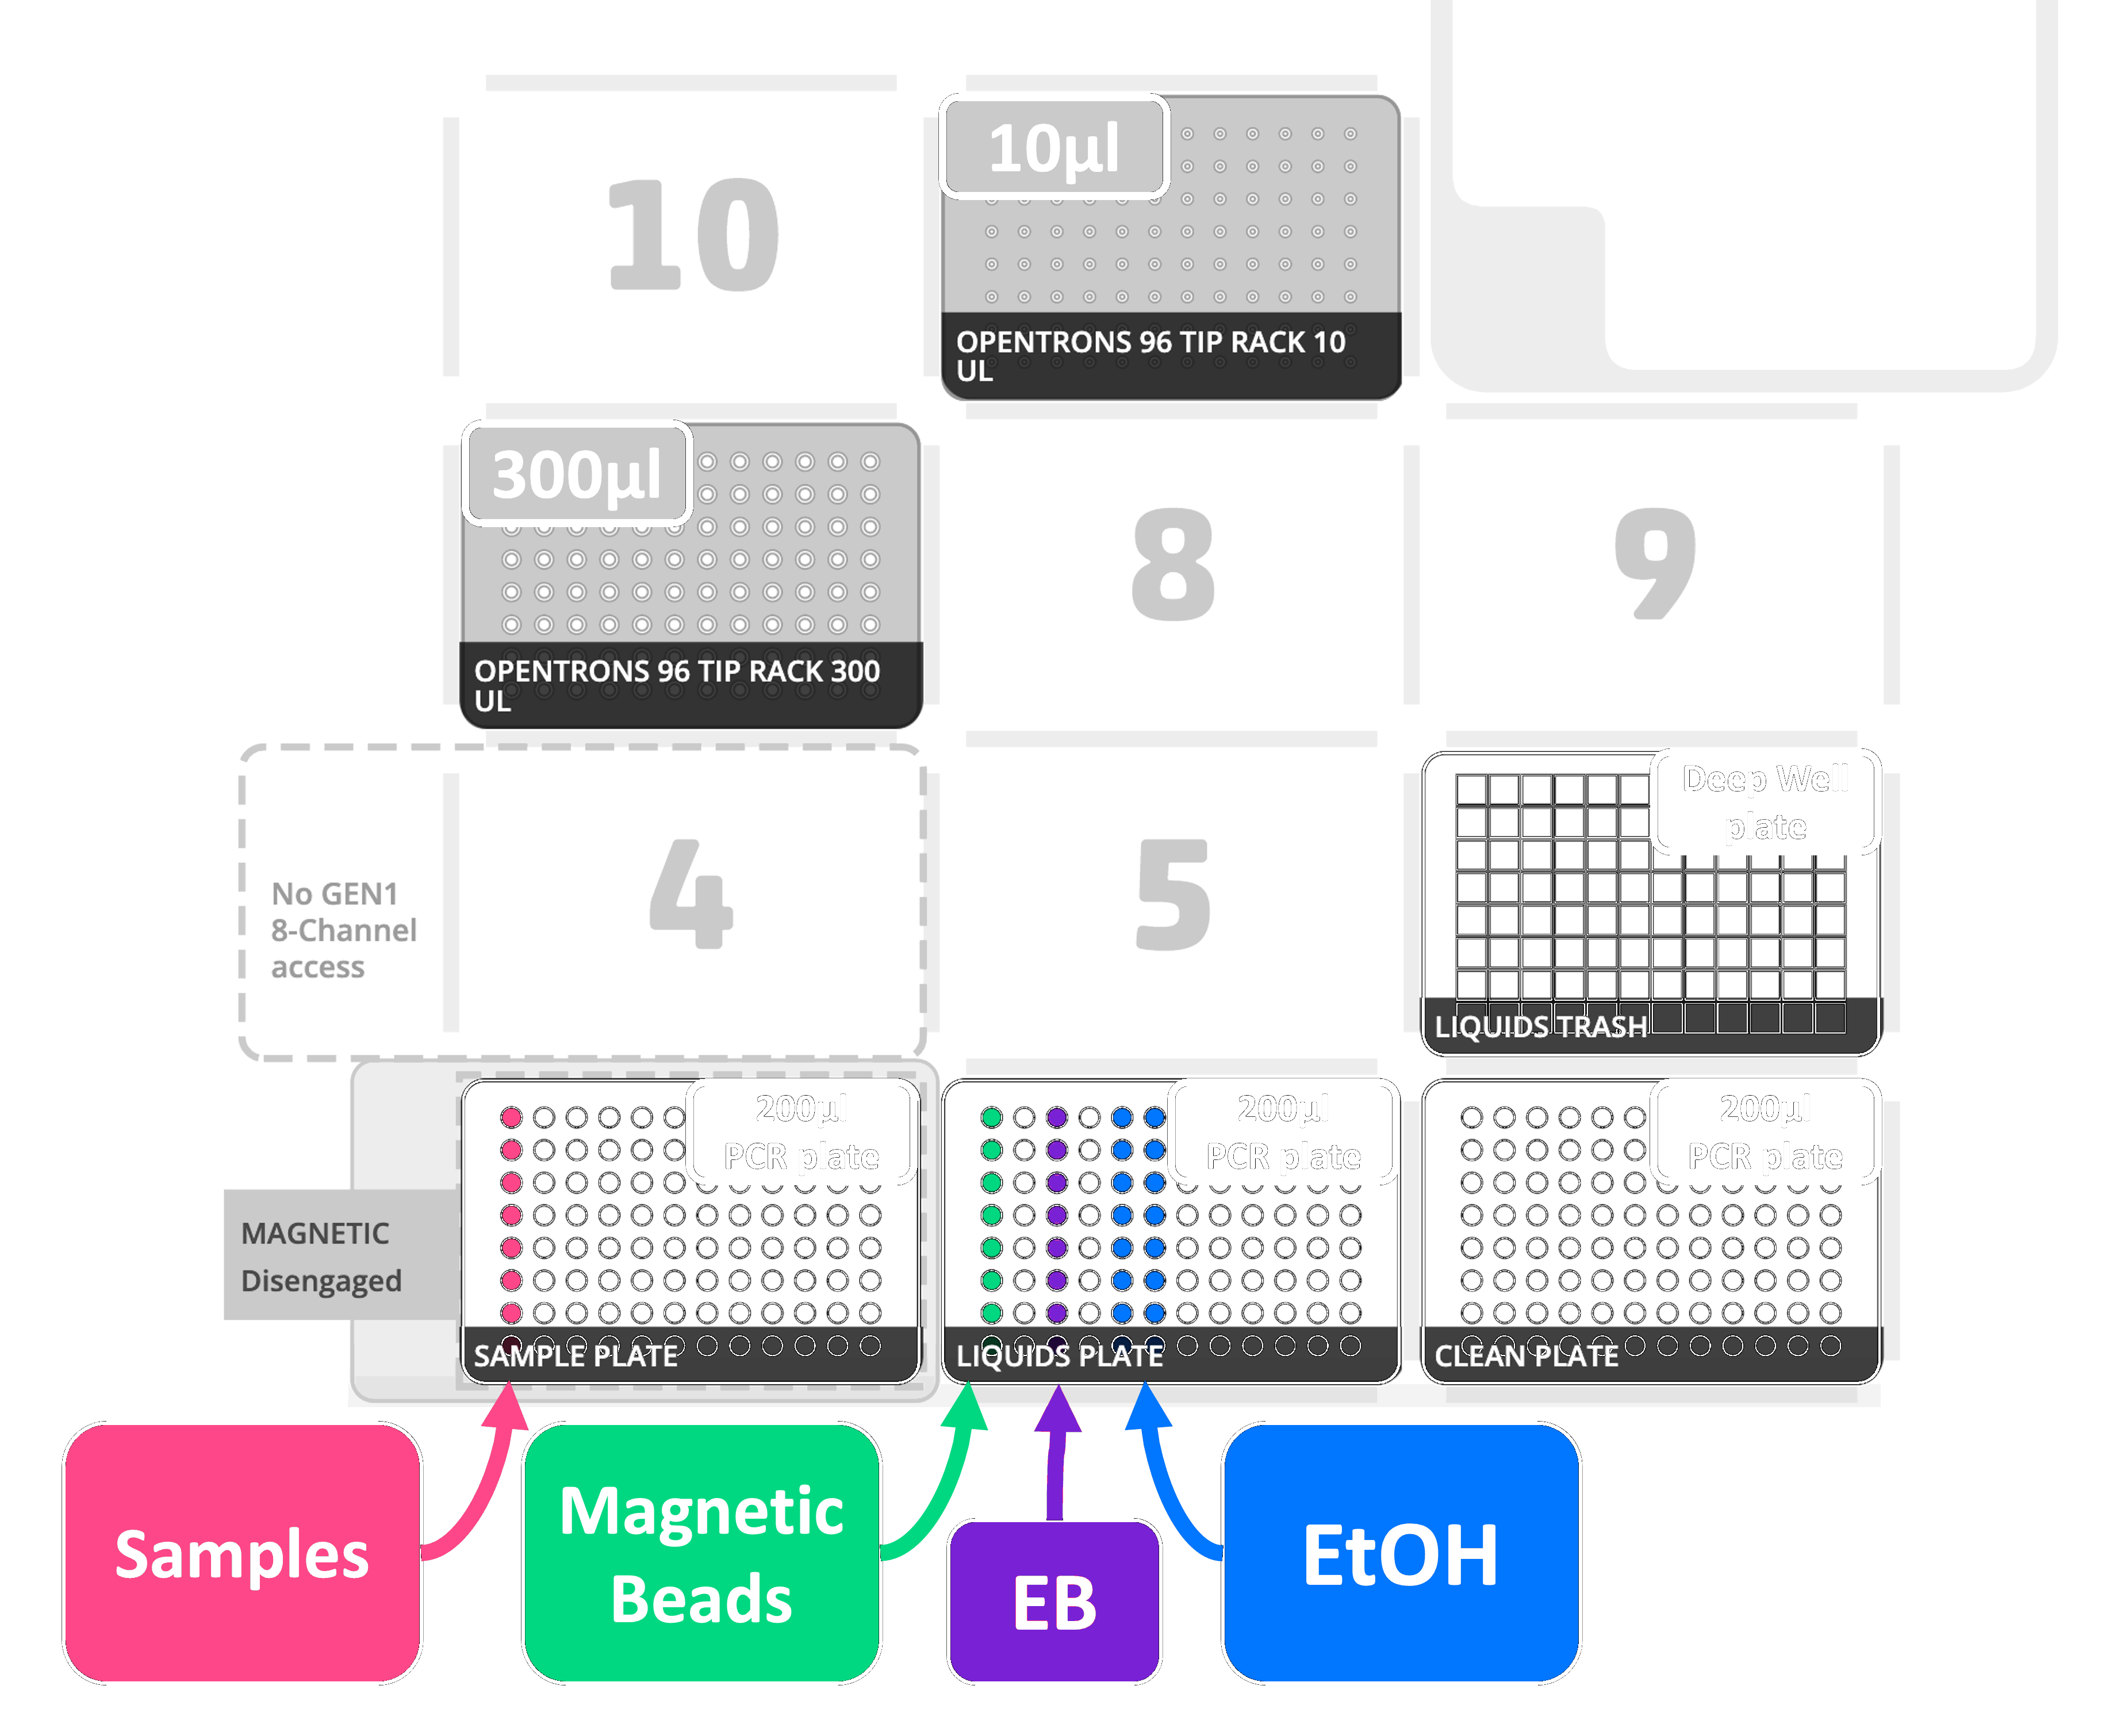 10
10µl
OPENTRONS 96 TIP RACK 10
UL
300µl
OPENTRONS 96 TIP RACK 300
UL
8
9
No GEN1
8-Channel
access
4
5
Deep Well
plate
LIQUIDS TRASH
MAGNETIC
Disengaged
200µl
PCR plate
SAMPLE PLATE
200µl
PCR plate
LIQUIDS PLATE
200µl
PCR plate
CLEAN PLATE
Samples
Magnetic
Beads
EB
EtOH